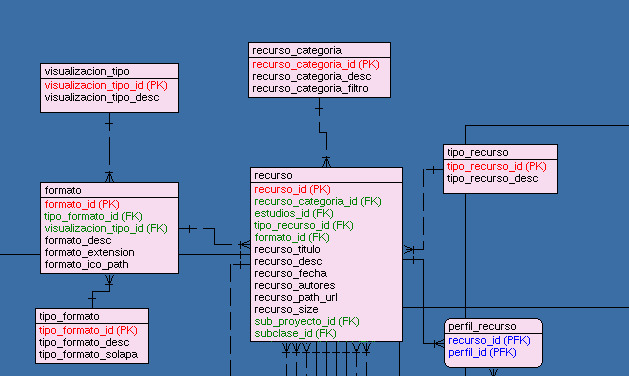 recurso_categoria
recurso_categoria_id (PK)
recurso_categoria_desc
recurso_categoria_filtro
visualizacion_tipo
visualizacion_tipo_id (PK)
visualizacion_tipo_desc
tipo_recurso
tipo_recurso_id (PK)
tipo_recurso_desc
recurso
recurso_id (PK)
recurso_categoria_id (FK)
estudios_id (FK)
tipo_recurso_id (FK)
formato_id (FK)
recurso_titulo
recurso_desc
recurso_fecha
recurso_autores
recurso_path_url
recurso_size
sub_proyecto_id (FK)
subclase_id (FK)
formato
formato_id (PK)
tipo_formato_id (FK)
visualizacion_tipo_id (FK)
formato_desc
formato_extension
formato_ico_path
tipo_formato
tipo_formato_id (PK)
tipo_formato_desc
tipo_formato_solapa
perfil_recurso
recurso_id (PFK)
perfil_id (PFK)